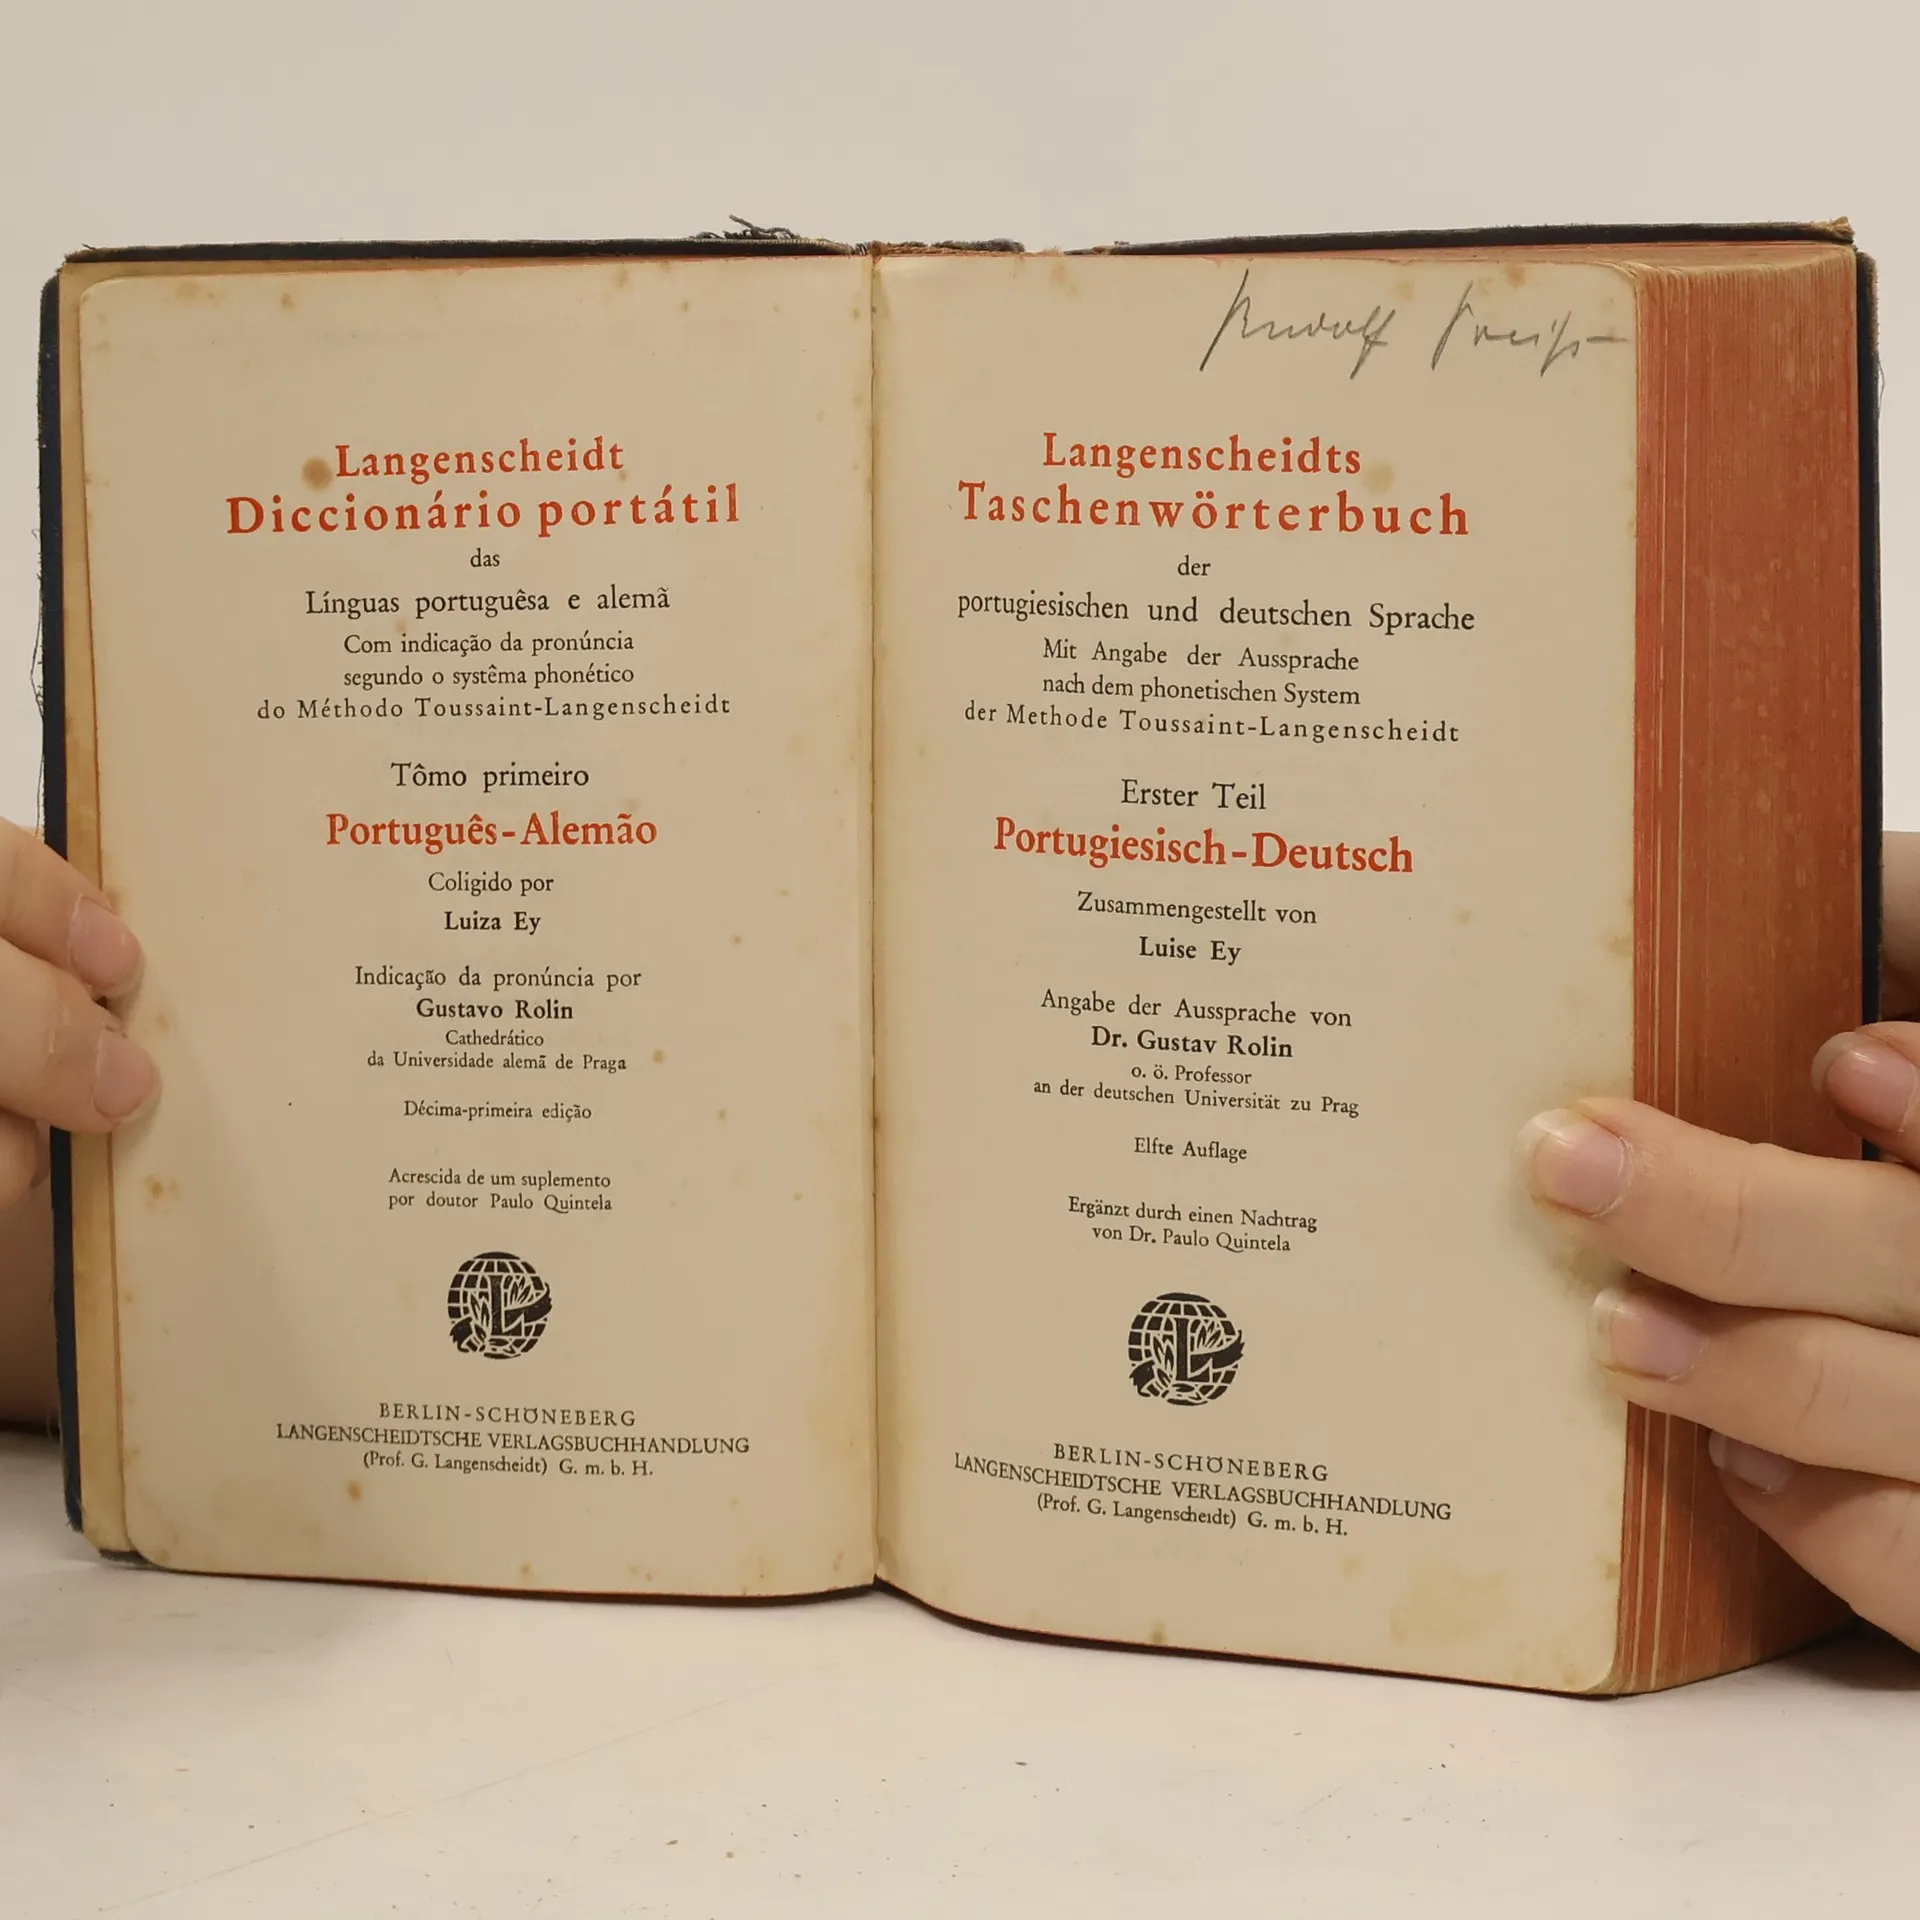 Langenscheidt
Diccionário portátil
das
Línguas portuguêsa e alemã
Com indicação da pronúncia
segundo o systêma phonético
do Méthodo Toussaint-Langenscheidt
Tômo primeiro
Português-Alemão
Coligido por
Luiza Ey
Indicação da pronúncia por
Gustavo Rolin
Cathedrático
da Universidade alemã de Praga
Décima-primeira edição
Acrescida de um suplemento
por doutor Paulo Quintela
L
BERLIN-SCHÖNEBERG
LANGENSCHEIDTSCHE VERLAGSBUCHHANDLUNG
(Prof. G. Langenscheidt) G. m. b. H.
Rudolf
Langenscheidts
Taschenwörterbuch
der
portugiesischen und deutschen Sprache
Mit Angabe der Aussprache
nach dem phonetischen System
der Methode Toussaint-Langenscheidt
Erster Teil
Portugiesisch-Deutsch
Zusammengestellt von
Luise Ey
Angabe der Aussprache von
Dr. Gustav Rolin
o. ö. Professor
an der deutschen Universität zu Prag
Elfte Auflage
Ergänzt durch einen Nachtrag
von Dr. Paulo Quintela
L
BERLIN-SCHÖNEBERG
LANGENSCHEIDTSCHE VERLAGSBUCHHANDLUNG
(Prof. G. Langenscheidt) G. m. b. H.